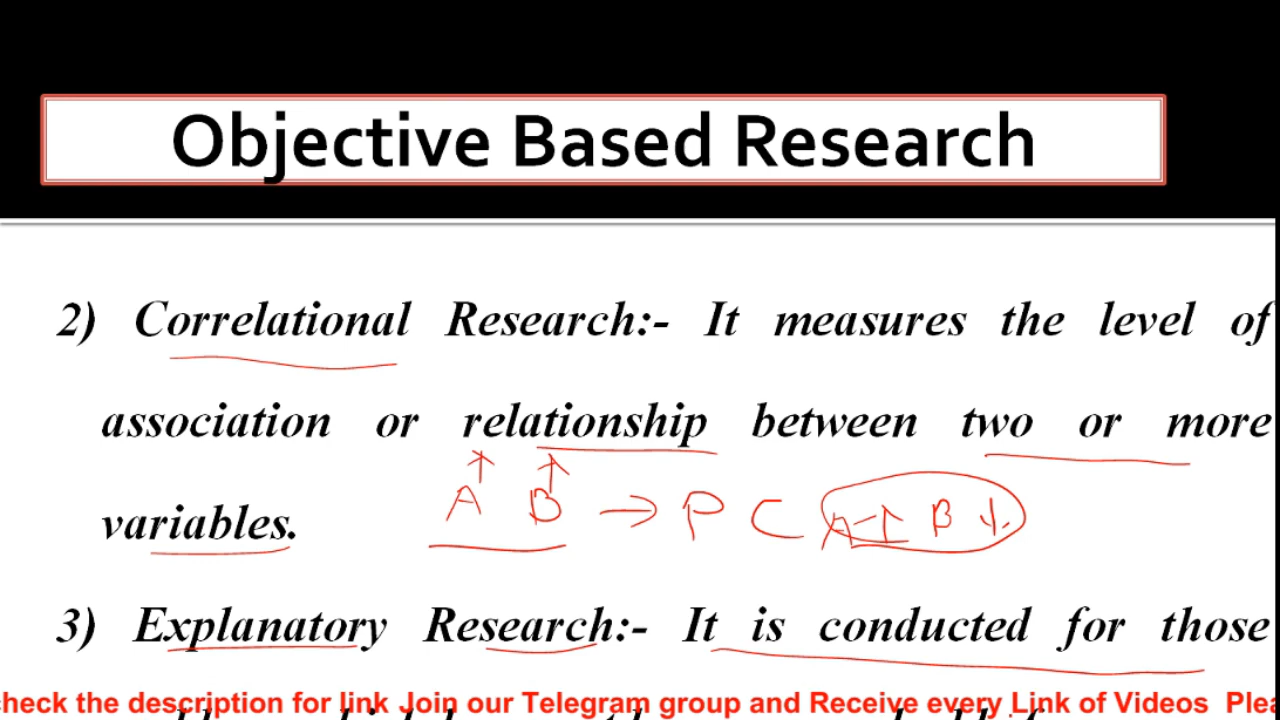 Objective Based Research
2) Correlational Research:- It measures the level of
association or relationship between two or more
variables.
A↑ B↑ → P C A↑ B↓
3) Explanatory Research:- It is conducted for those
check the description for link Join our Telegram group and Receive every Link of Videos